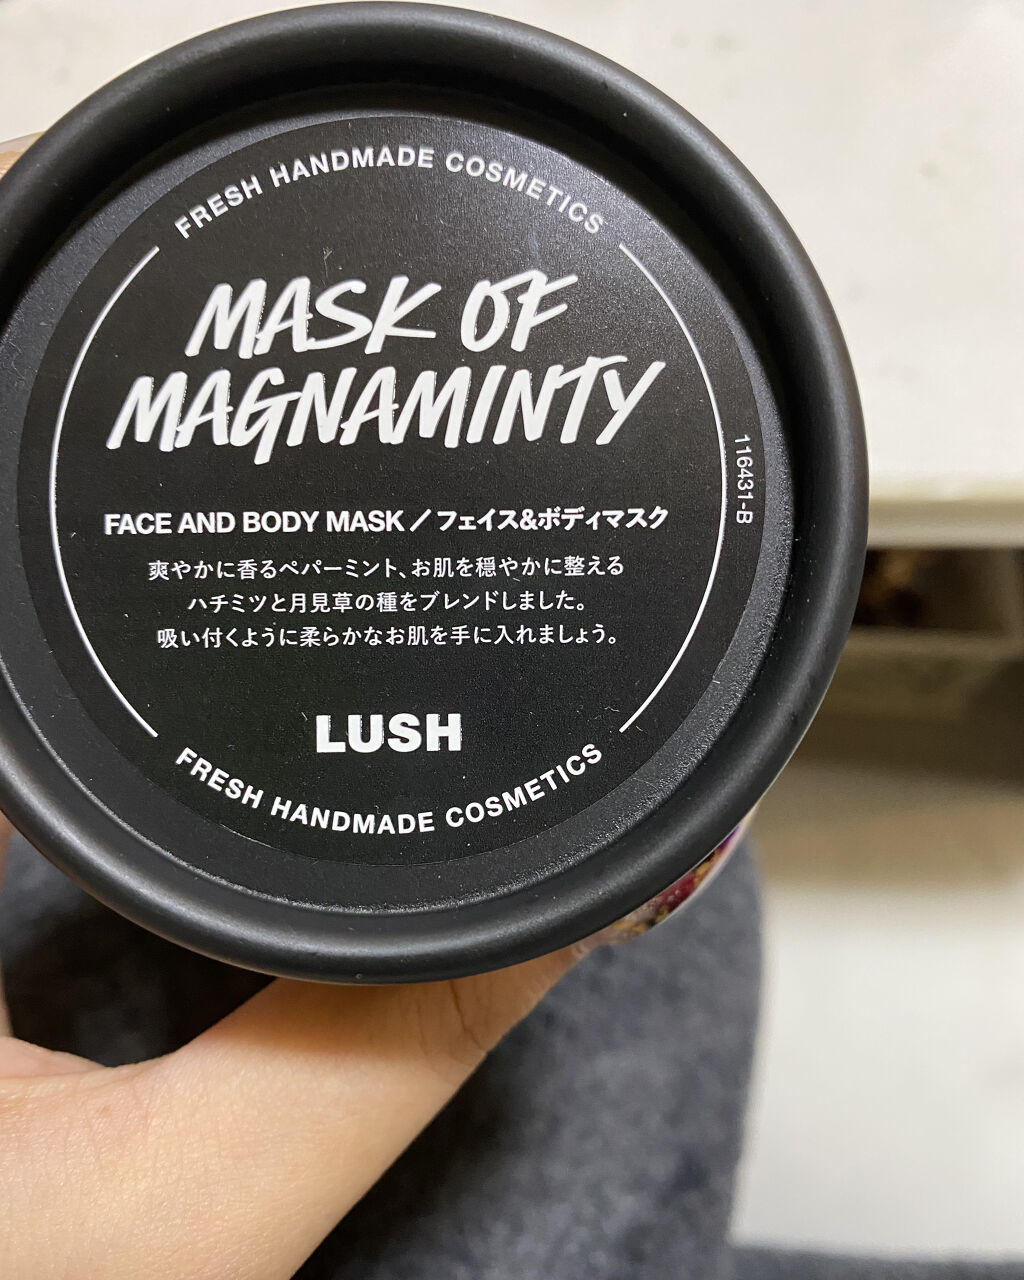 FRESH HANDMADE COSMETICS
MASK OF
MAGNAMINTY
FACE AND BODY MASK／フェイス&ボディマスク
爽やかに香るペパーミント、お肌を穏やかに整える
ハチミツと月見草の種をブレンドしました。
吸い付くように柔らかなお肌を手に入れましょう。
LUSH
FRESH HANDMADE COSMETICS
116431-B